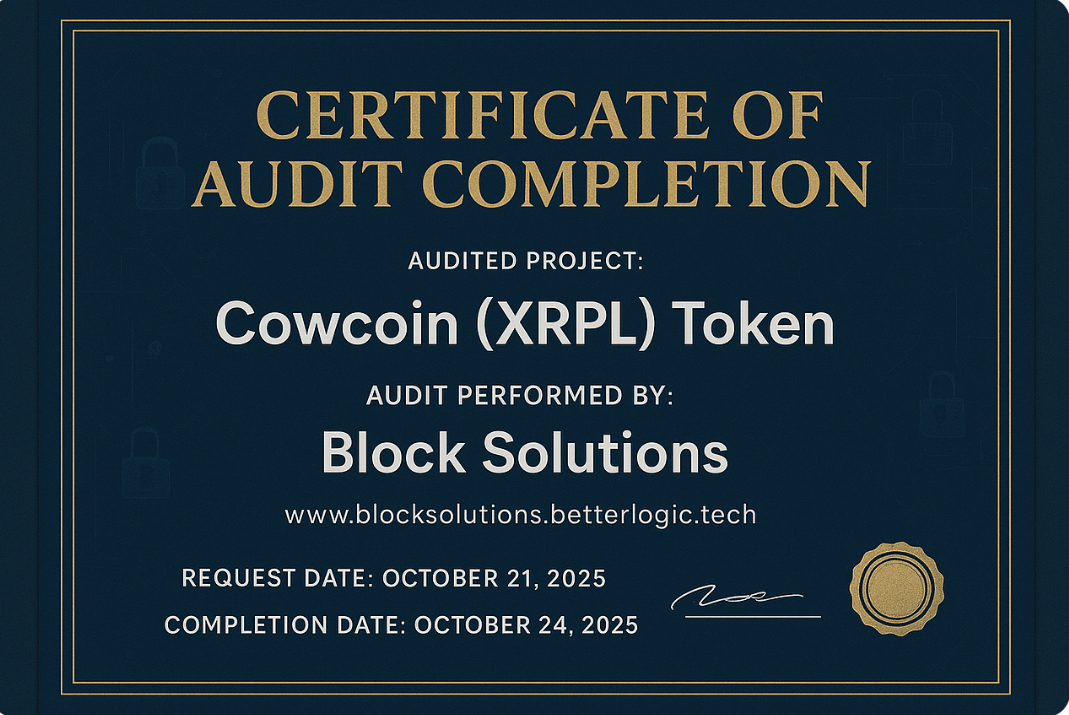 CERTIFICATE OF
AUDIT COMPLETION
AUDITED PROJECT:
Cowcoin (XRPL) Token
AUDIT PERFORMED BY:
Block Solutions
www.blocksolutions.betterlogic.tech
REQUEST DATE: OCTOBER 21, 2025
COMPLETION DATE: OCTOBER 24, 2025